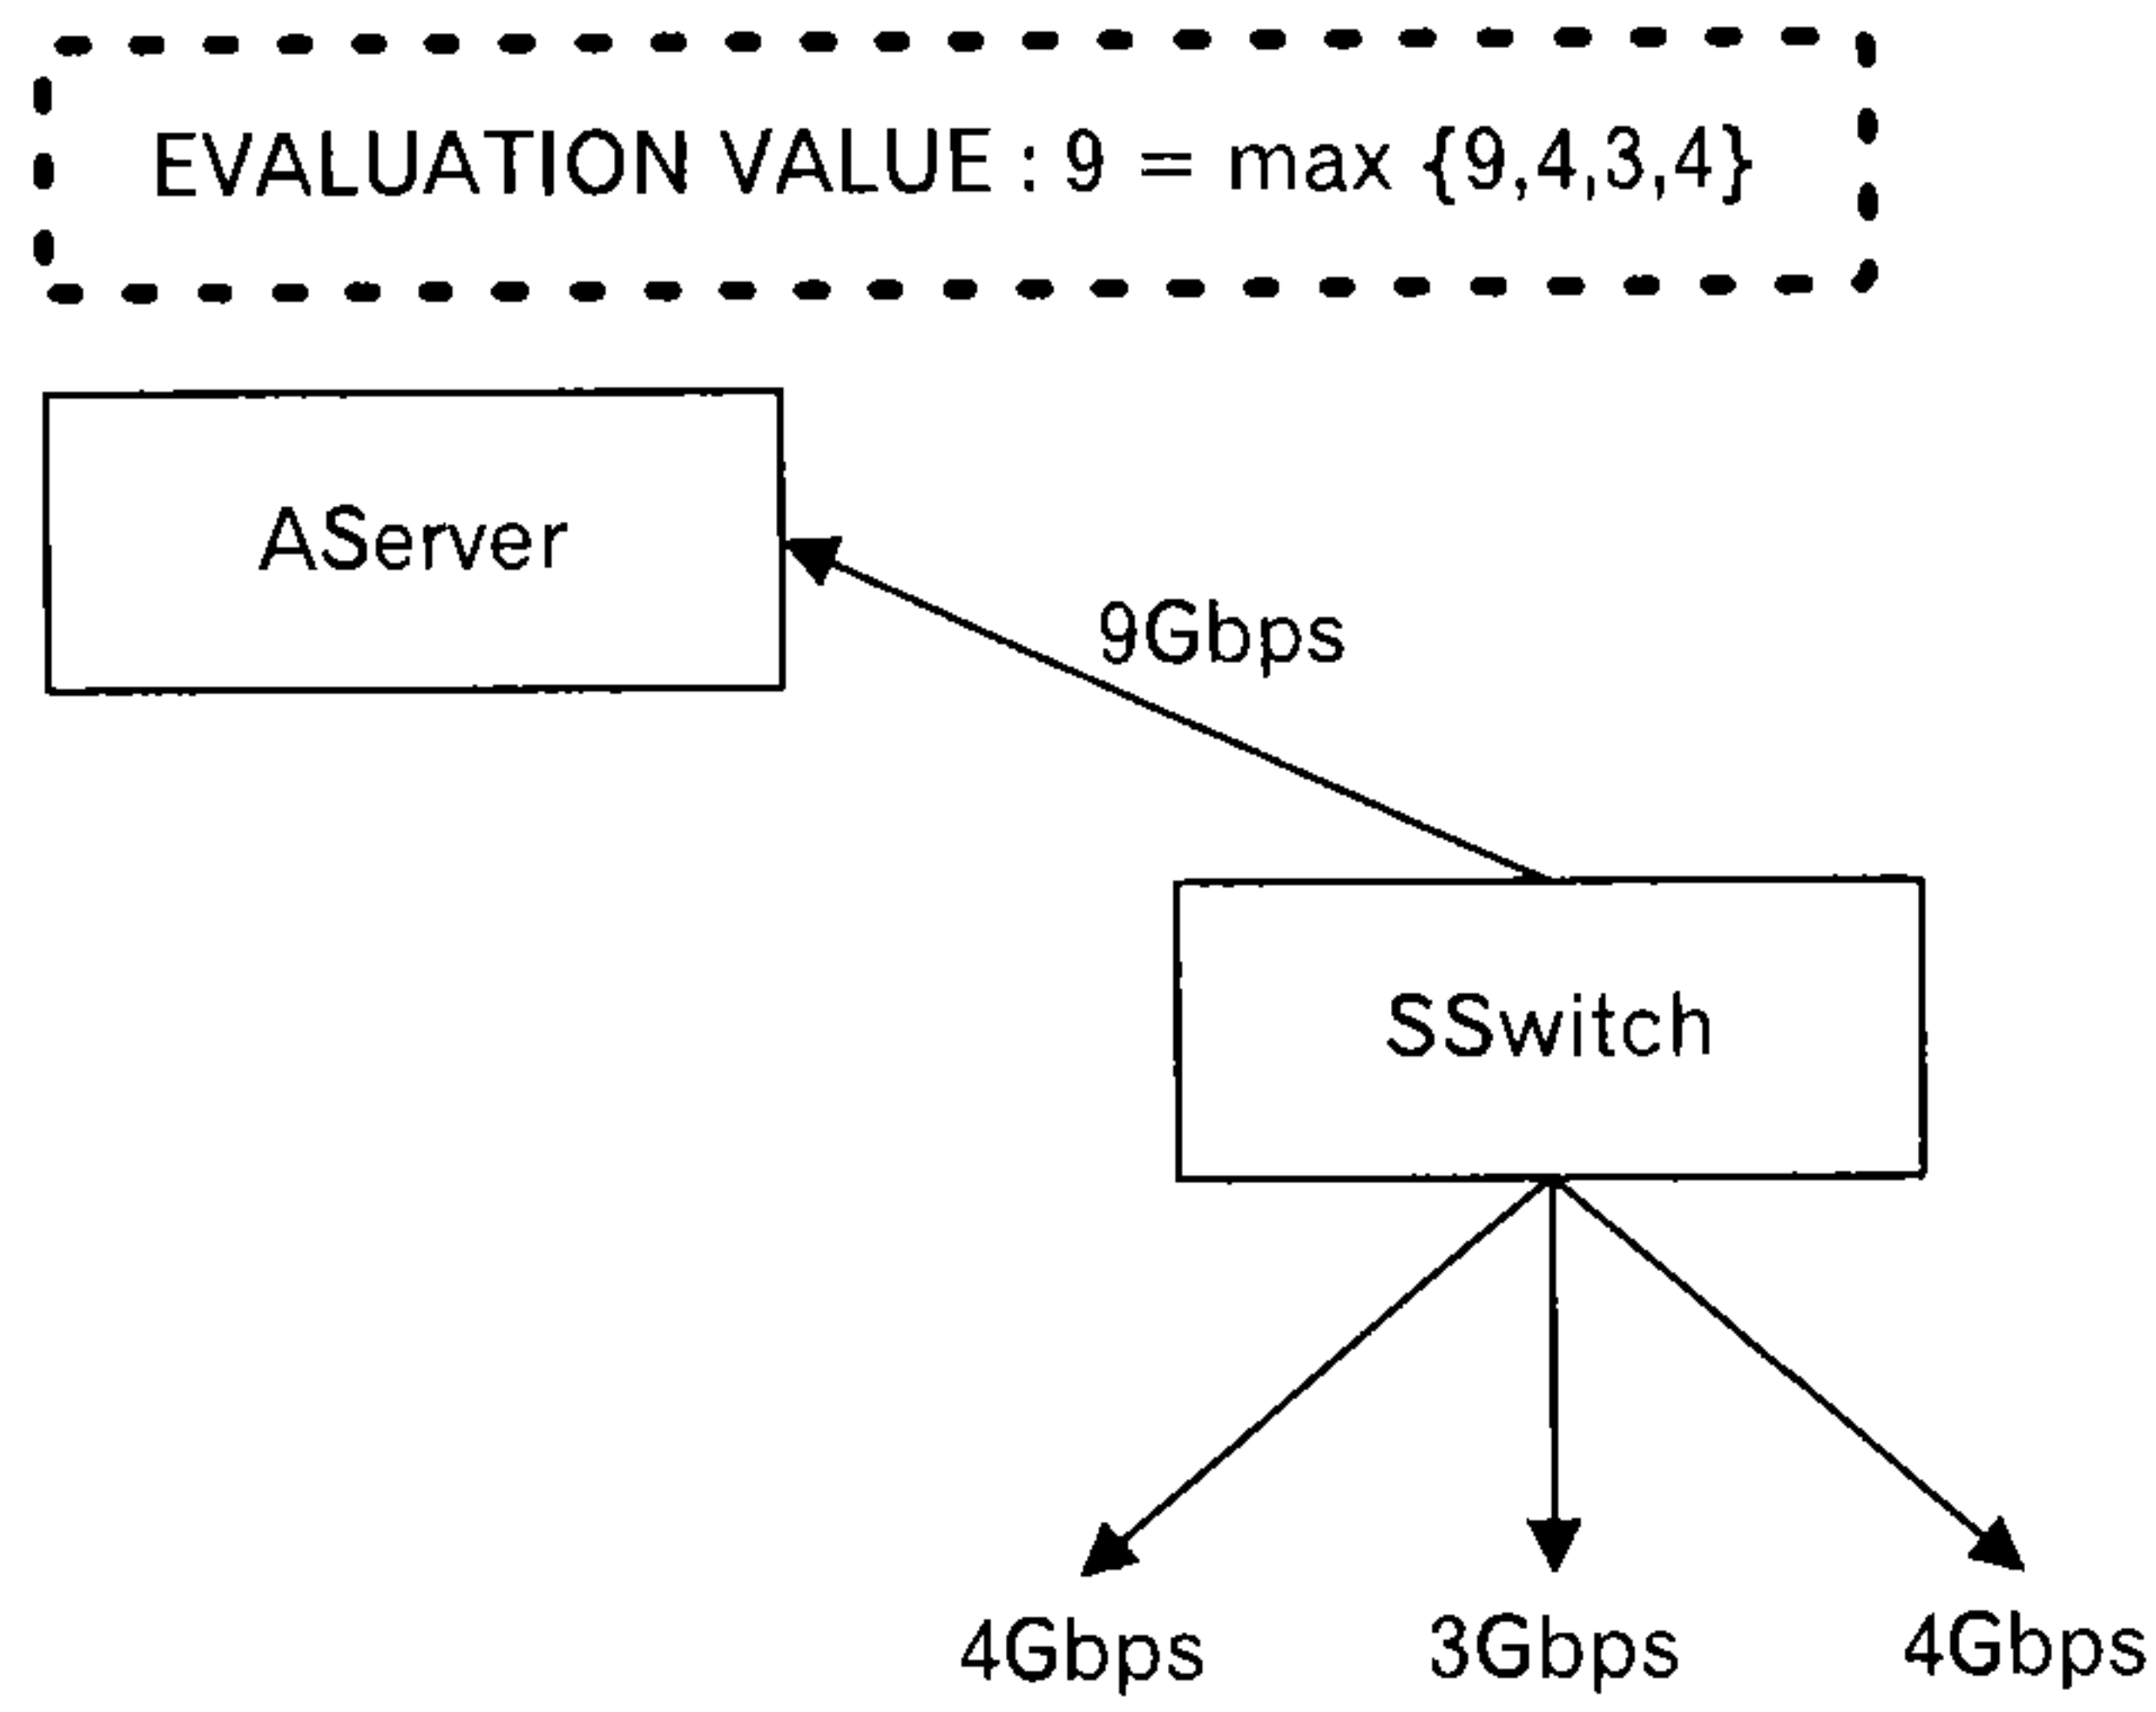 EVALUATION VALUE : 9 = max {9,4,3,4}
AServer
9Gbps
SSwitch
4Gbps 3Gbps 4Gbps